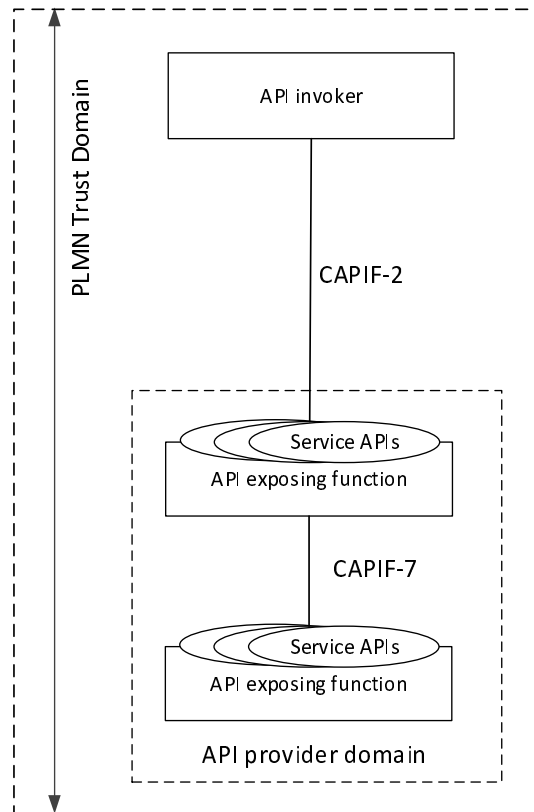 API invoker
PLMN Trust Domain
CAPIF-2
Service APIs
API exposing function
CAPIF-7
Service APIs
API exposing function
API provider domain